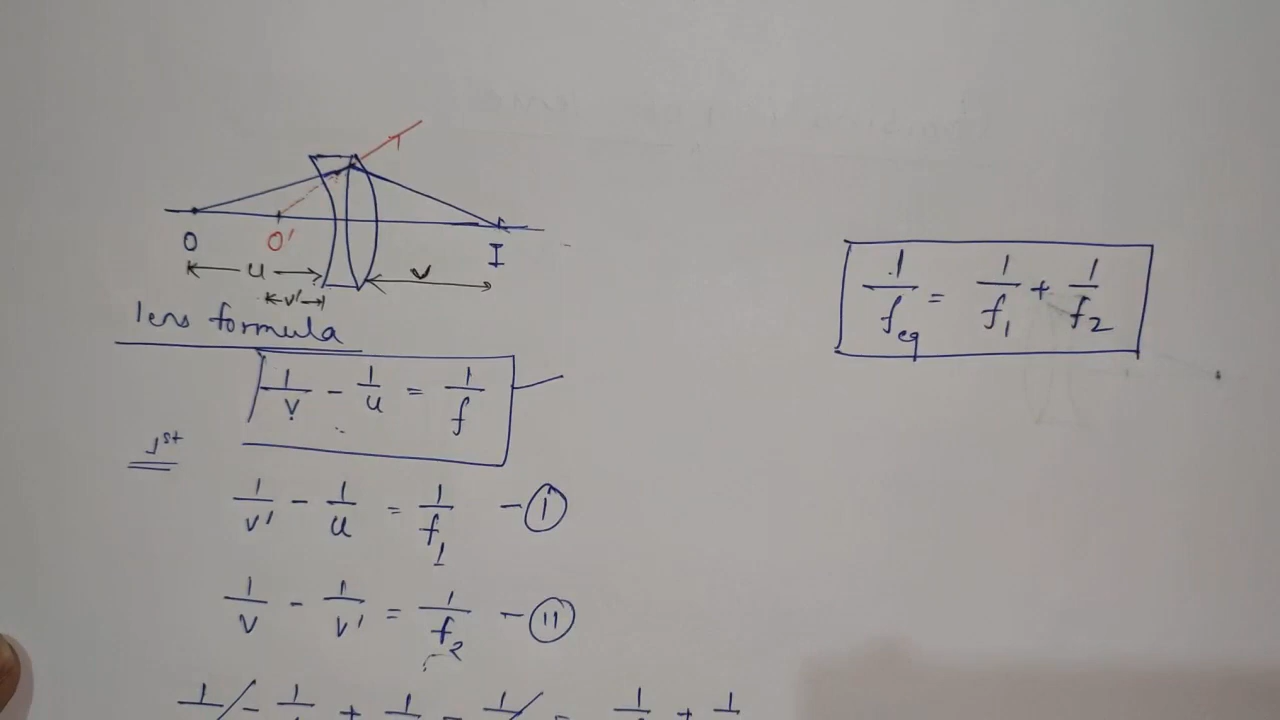 O O' I
u v
v'
lens formula
1/v - 1/u = 1/f
1st
1/v' - 1/u = 1/f1 - I
1/v - 1/v' = 1/f2 - II
1/feq = 1/f1 + 1/f2